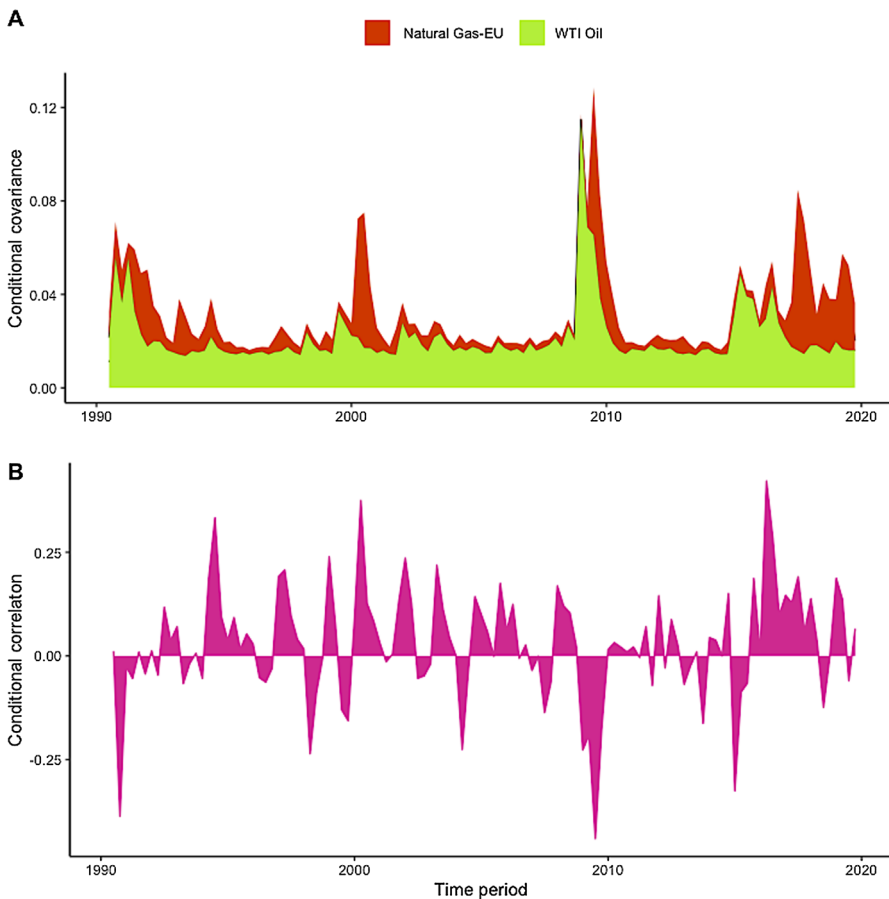 A
Natural Gas-EU WTI Oil
Conditional covariance
0.12
0.08
0.04
0.00
1990 2000 2010 2020
B
Conditional correlaton
0.25
0.00
-0.25
1990 2000 2010 2020
Time period